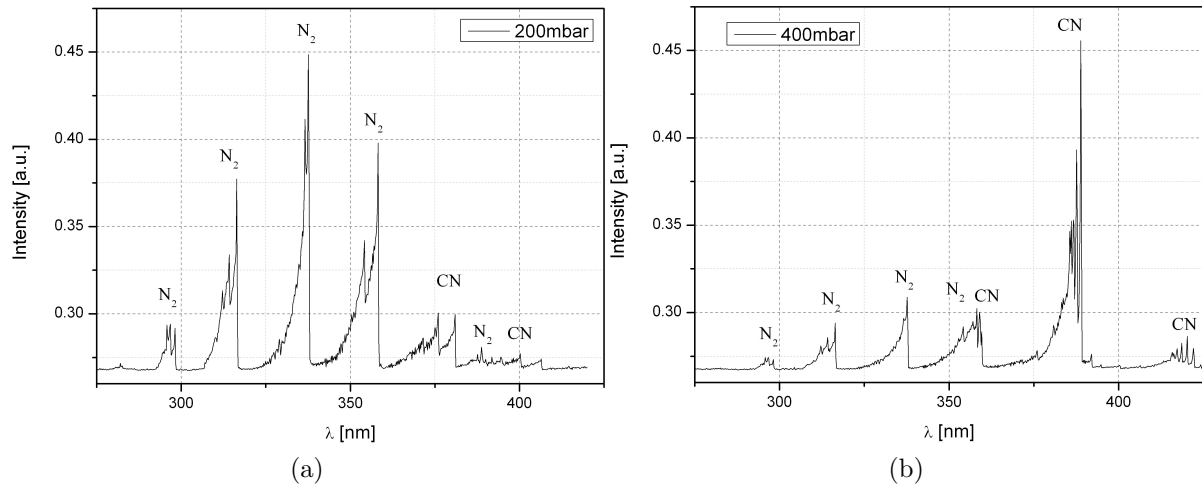 200mbar
N₂
N₂
N₂
N₂
CN
N₂
CN
0.45
0.40
0.35
0.30
Intensity [a.u.]
300
350
400
λ [nm]
(a)
400mbar
CN
N₂
N₂
N₂
CN
N₂
CN
0.45
0.40
0.35
0.30
Intensity [a.u.]
300
350
400
λ [nm]
(b)